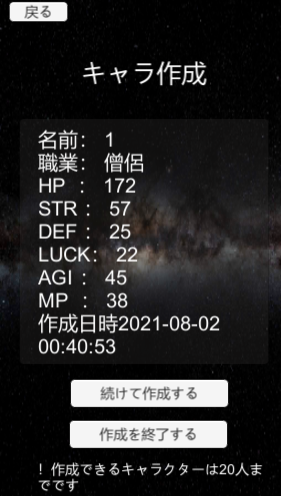 戻る
キャラ作成
名前： 1
職業： 僧侶
HP ： 172
STR ： 57
DEF ： 25
LUCK： 22
AGI ： 45
MP ： 38
作成日時2021-08-02
00:40:53
続けて作成する
作成を終了する
！作成できるキャラクターは20人ま
でです